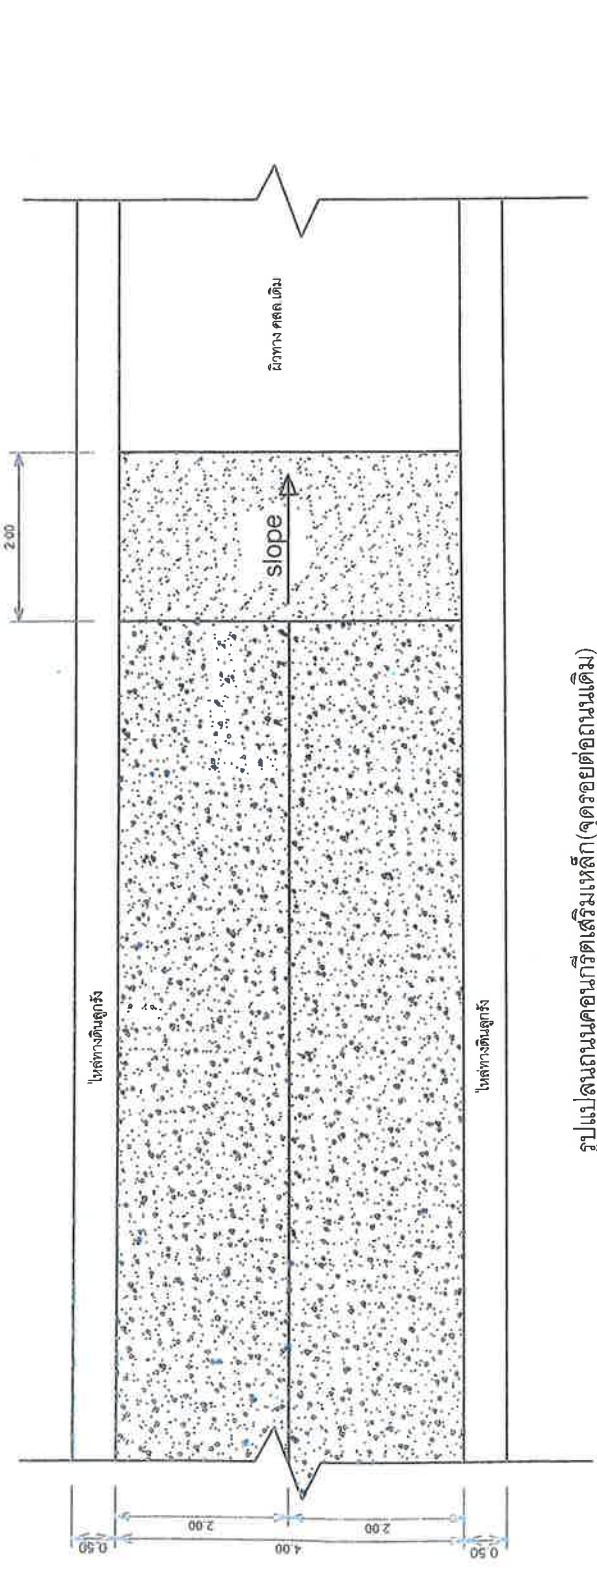 2.00
ผิวทาง คสล.เดิม
slope
ไหล่ทางดินลูกรัง
ไหล่ทางดินลูกรัง
0.50
2.00
4.00
2.00
0.50
รูปแปลนถนนคอนกรีตเสริมเหล็ก(จุดรอยต่อถนนเดิม)